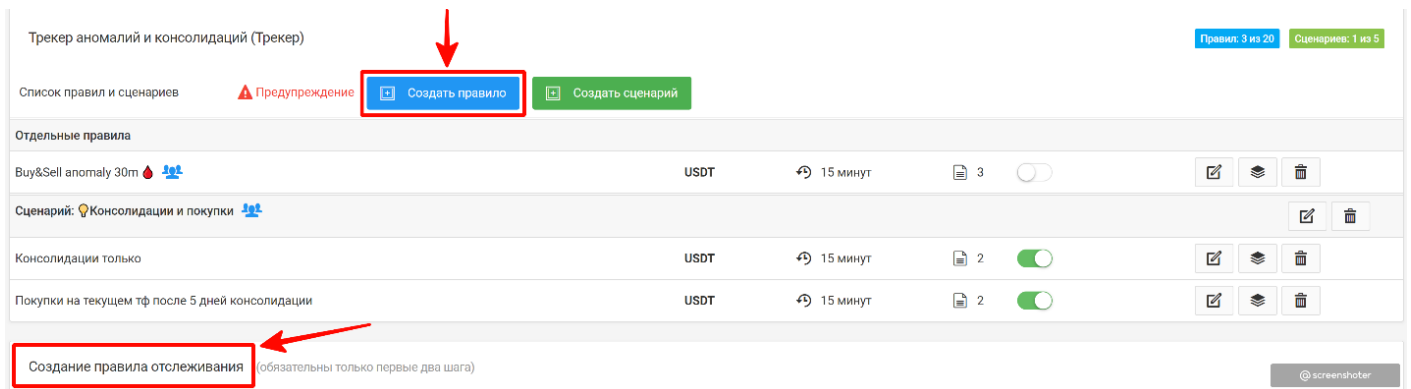 Трекер аномалий и консолидаций (Трекер) Правил: 3 из 20 Сценариев: 1 из 5
Список правил и сценариев Предупреждение Создать правило Создать сценарий
Отдельные правила
Buy&Sell anomaly 30m USDT 15 минут 3
Сценарий: Консолидации и покупки
Консолидации только USDT 15 минут 2
Покупки на текущем тф после 5 дней консолидации USDT 15 минут 2
Создание правила отслеживания (обязательны только первые два шага)
@screenshoter